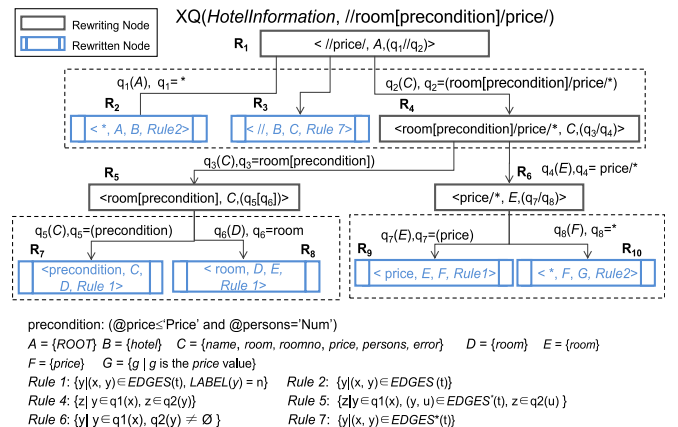 XQ(HotelInformation, //room[precondition]/price/)
Rewriting Node
Rewritten Node
R1
< //price/, A,(q1//q2)>
q1(A), q1=*
q2(C), q2=(room[precondition]/price/*)
R2
R3
R4
< *, A, B, Rule2>
< //, B, C, Rule 7>
<room[precondition]/price/*, C,(q3/q4)>
q3(C),q3=room[precondition])
q4(E),q4= price/*
R5
R6
<room[precondition], C,(q5[q6])>
<price/*, E,(q7/q8)>
q5(C),q5=(precondition)
q6(D), q6=room
q7(E),q7=(price)
q8(F), q8=*
R7
R8
R9
R10
<precondition, C, D, Rule 1>
< room, D, E, Rule 1>
< price, E, F, Rule1>
< *, F, G, Rule2>
precondition: (@price≤'Price' and @persons='Num')
A = {ROOT} B = {hotel} C = {name, room, roomno, price, persons, error} D = {room} E = {room}
F = {price} G = {g | g is the price value}
Rule 1: {y|(x, y)∈EDGES(t), LABEL(y) = n} Rule 2: {y|(x, y)∈EDGES(t)}
Rule 4: {z| y∈q1(x), z∈q2(y)} Rule 5: {z|y∈q1(x), (y, u)∈EDGES*(t), z∈q2(u) }
Rule 6: {y| y∈q1(x), q2(y) ≠ Ø } Rule 7: {y|(x, y)∈EDGES*(t)}